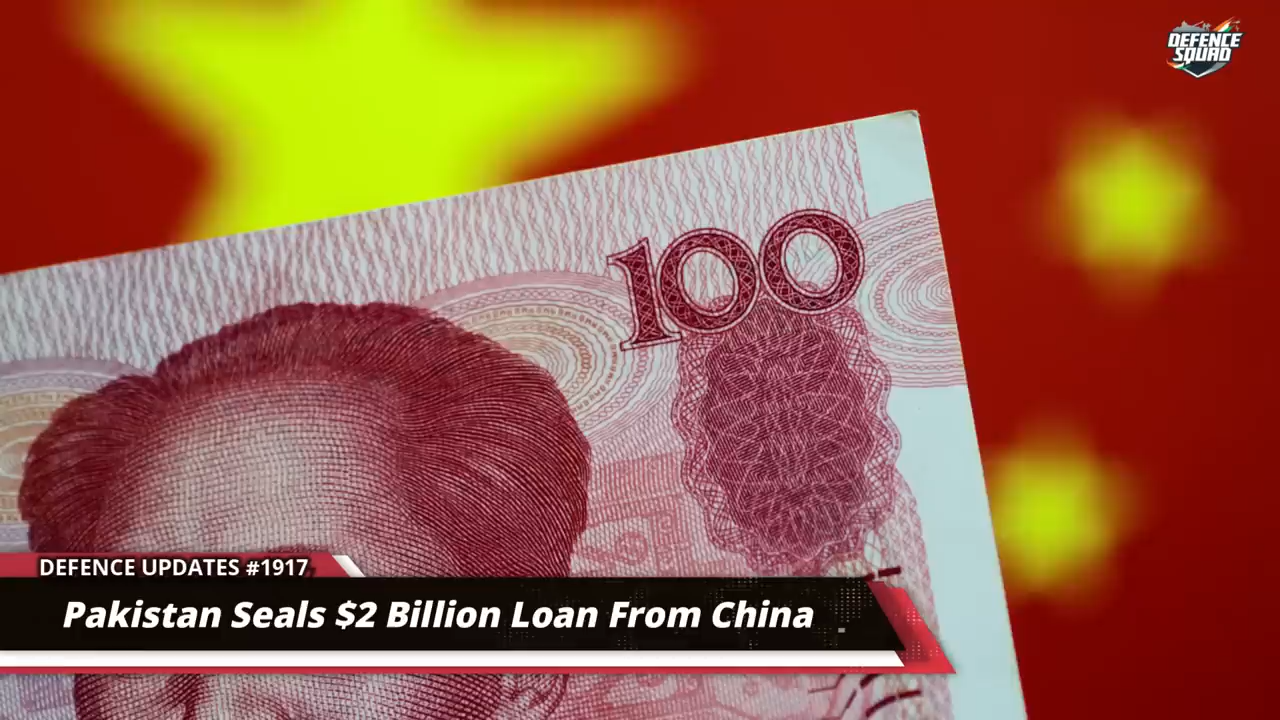 DEFENCE
SQUAD
100
DEFENCE UPDATES #1917
Pakistan Seals $2 Billion Loan From China